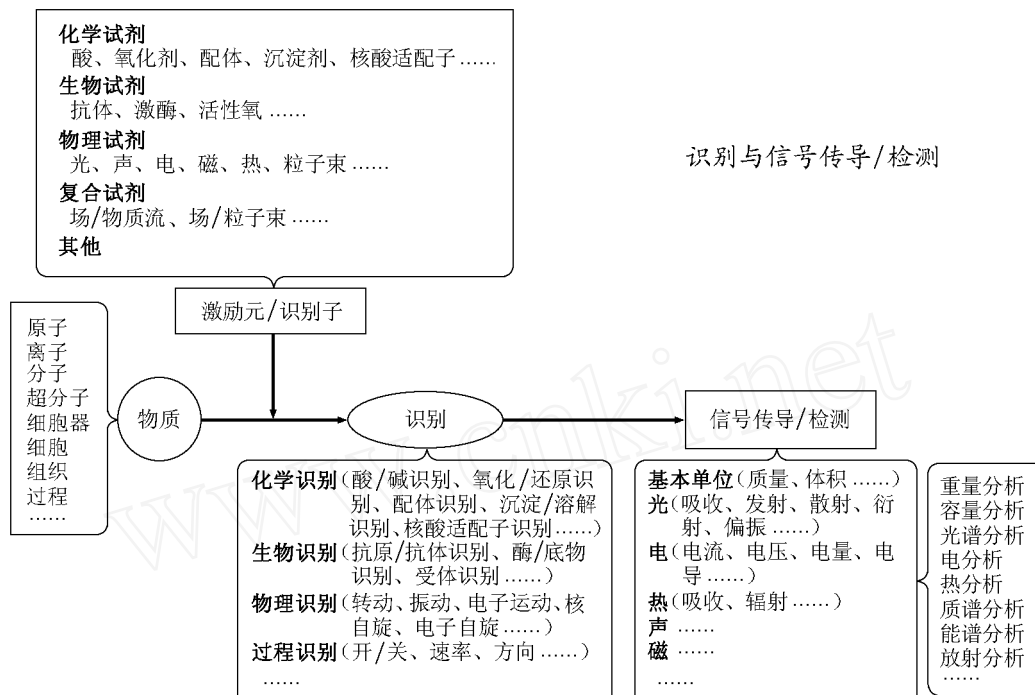 化学试剂
酸、氧化剂、配体、沉淀剂、核酸适配子……
生物试剂
抗体、激酶、活性氧……
物理试剂
光、声、电、磁、热、粒子束……
复合试剂
场/物质流、场/粒子束……
其他
识别与信号传导/检测
激励元/识别子
原子
离子
分子
超分子
细胞器
细胞
组织
过程
……
物质
识别
信号传导/检测
化学识别(酸/碱识别、氧化/还原识
别、配体识别、沉淀/溶解
识别、核酸适配子识别……)
生物识别(抗原/抗体识别、酶/底物
识别、受体识别……)
物理识别(转动、振动、电子运动、核
自旋、电子自旋……)
过程识别(开/关、速率、方向……)
……
基本单位(质量、体积……)
光(吸收、发射、散射、衍
射、偏振……)
电(电流、电压、电量、电
导……)
热(吸收、辐射……)
声……
磁……
……
重量分析
容量分析
光谱分析
电分析
热分析
质谱分析
能谱分析
放射分析
……
www.cnki.net